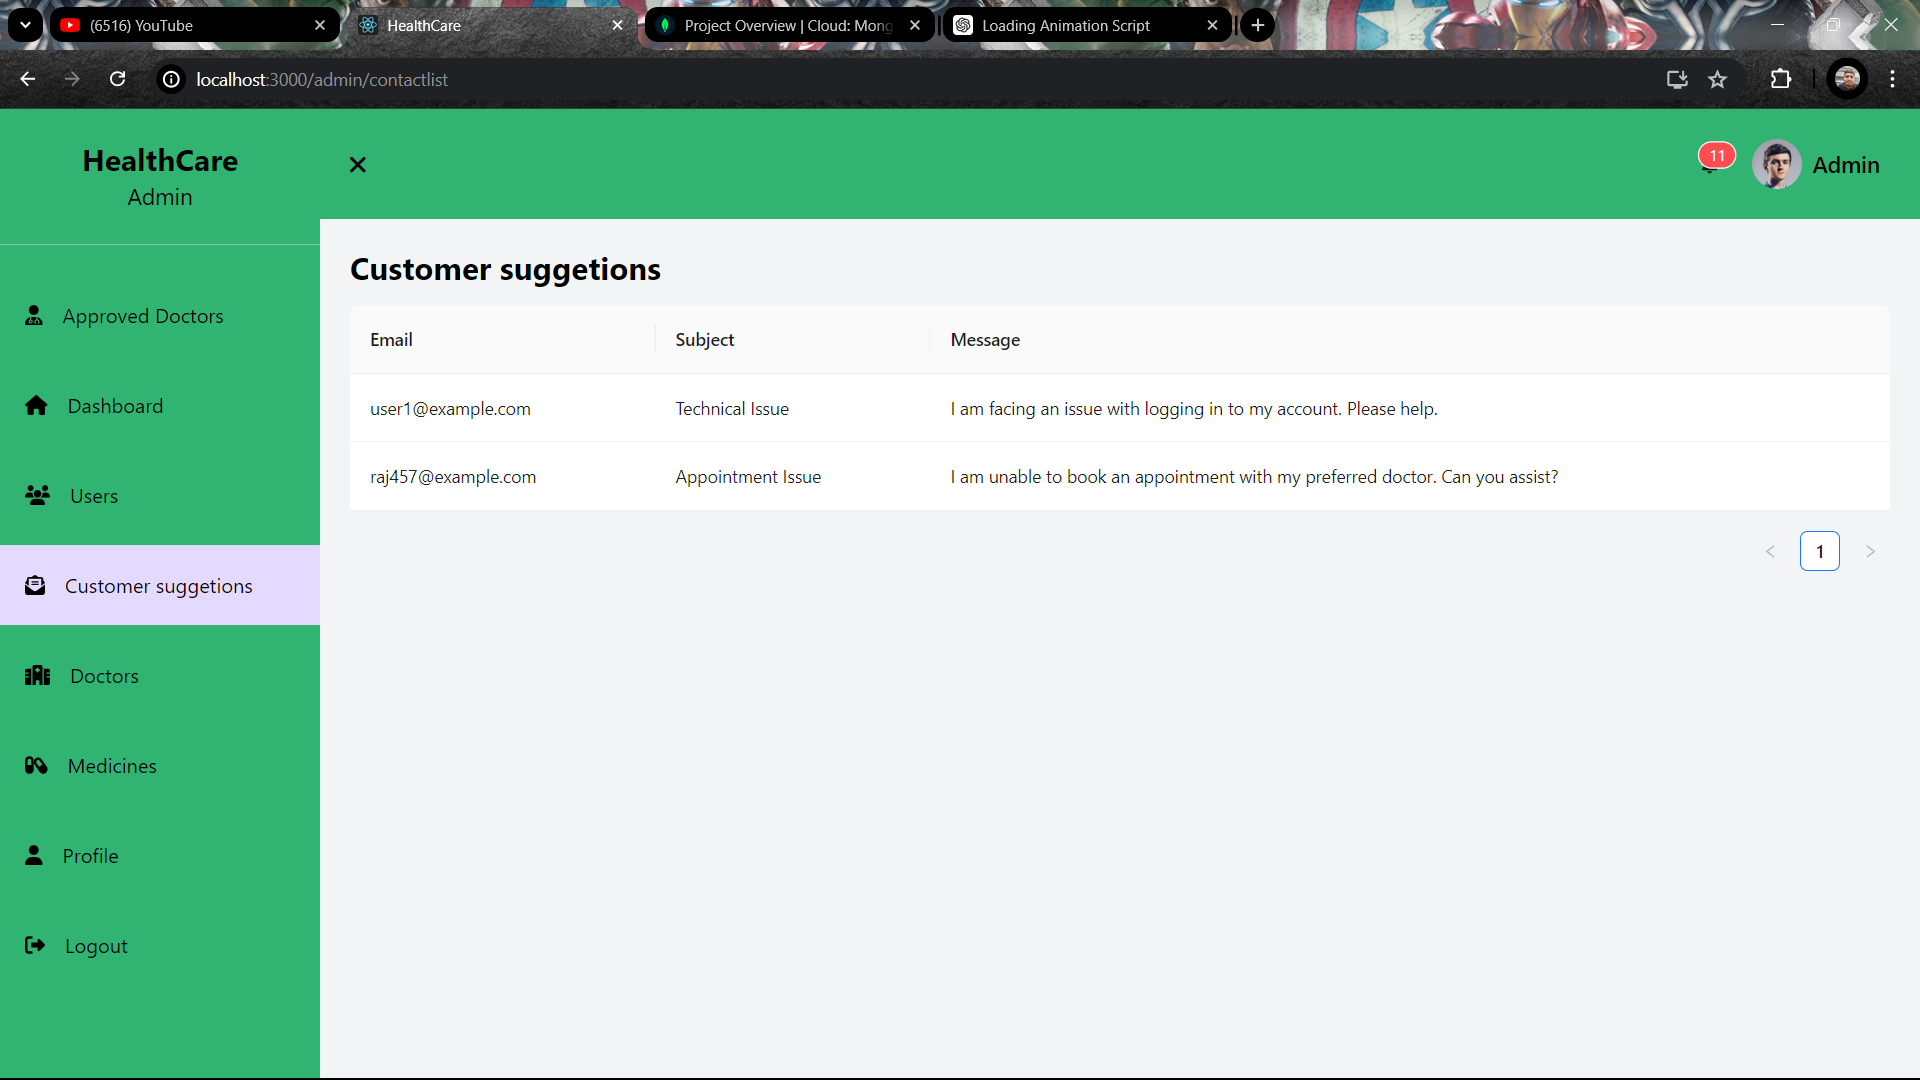 (6516) YouTube
HealthCare
Project Overview | Cloud: Mong
Loading Animation Script
localhost:3000/admin/contactlist
HealthCare
Admin
11
Admin
Approved Doctors
Dashboard
Users
Customer suggetions
Doctors
Medicines
Profile
Logout
Customer suggetions
Email Subject Message
user1@example.com Technical Issue I am facing an issue with logging in to my account. Please help.
raj457@example.com Appointment Issue I am unable to book an appointment with my preferred doctor. Can you assist?
< 1 >